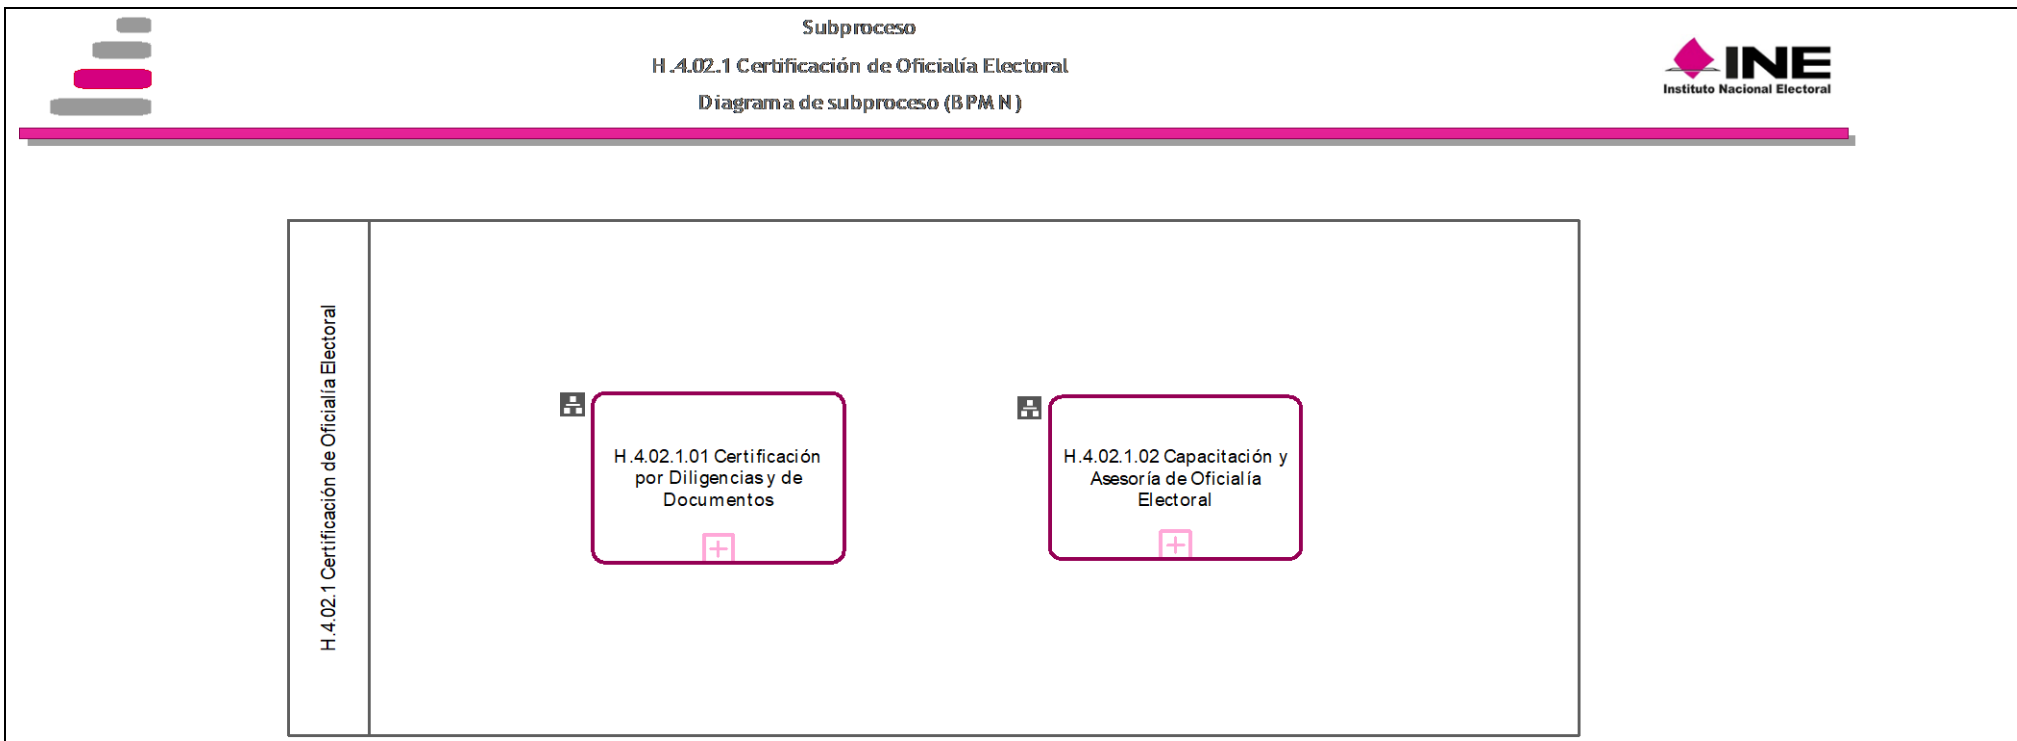 Subproceso
H.4.02.1 Certificación de Oficialía Electoral
Diagrama de subproceso (BPMN)
INE
Instituto Nacional Electoral
H.4.02.1 Certificación de Oficialía Electoral
H.4.02.1.01 Certificación
por Diligencias y de
Documentos
H.4.02.1.02 Capacitación y
Asesoría de Oficialía
Electoral